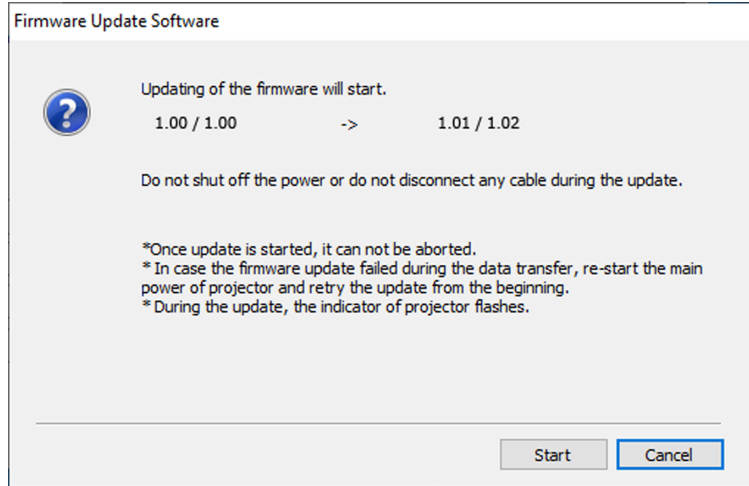 Firmware Update Software
Updating of the firmware will start.
1.00 / 1.00 -> 1.01 / 1.02
Do not shut off the power or do not disconnect any cable during the update.
*Once update is started, it can not be aborted.
* In case the firmware update failed during the data transfer, re-start the main
power of projector and retry the update from the beginning.
* During the update, the indicator of projector flashes.
Start Cancel